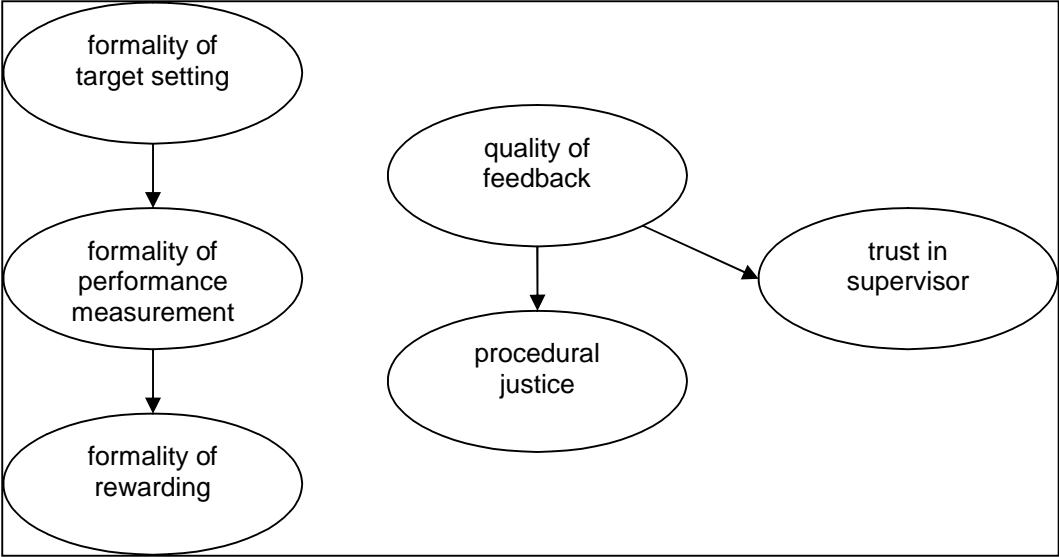 formality of
target setting
formality of
performance
measurement
formality of
rewarding
quality of
feedback
procedural
justice
trust in
supervisor